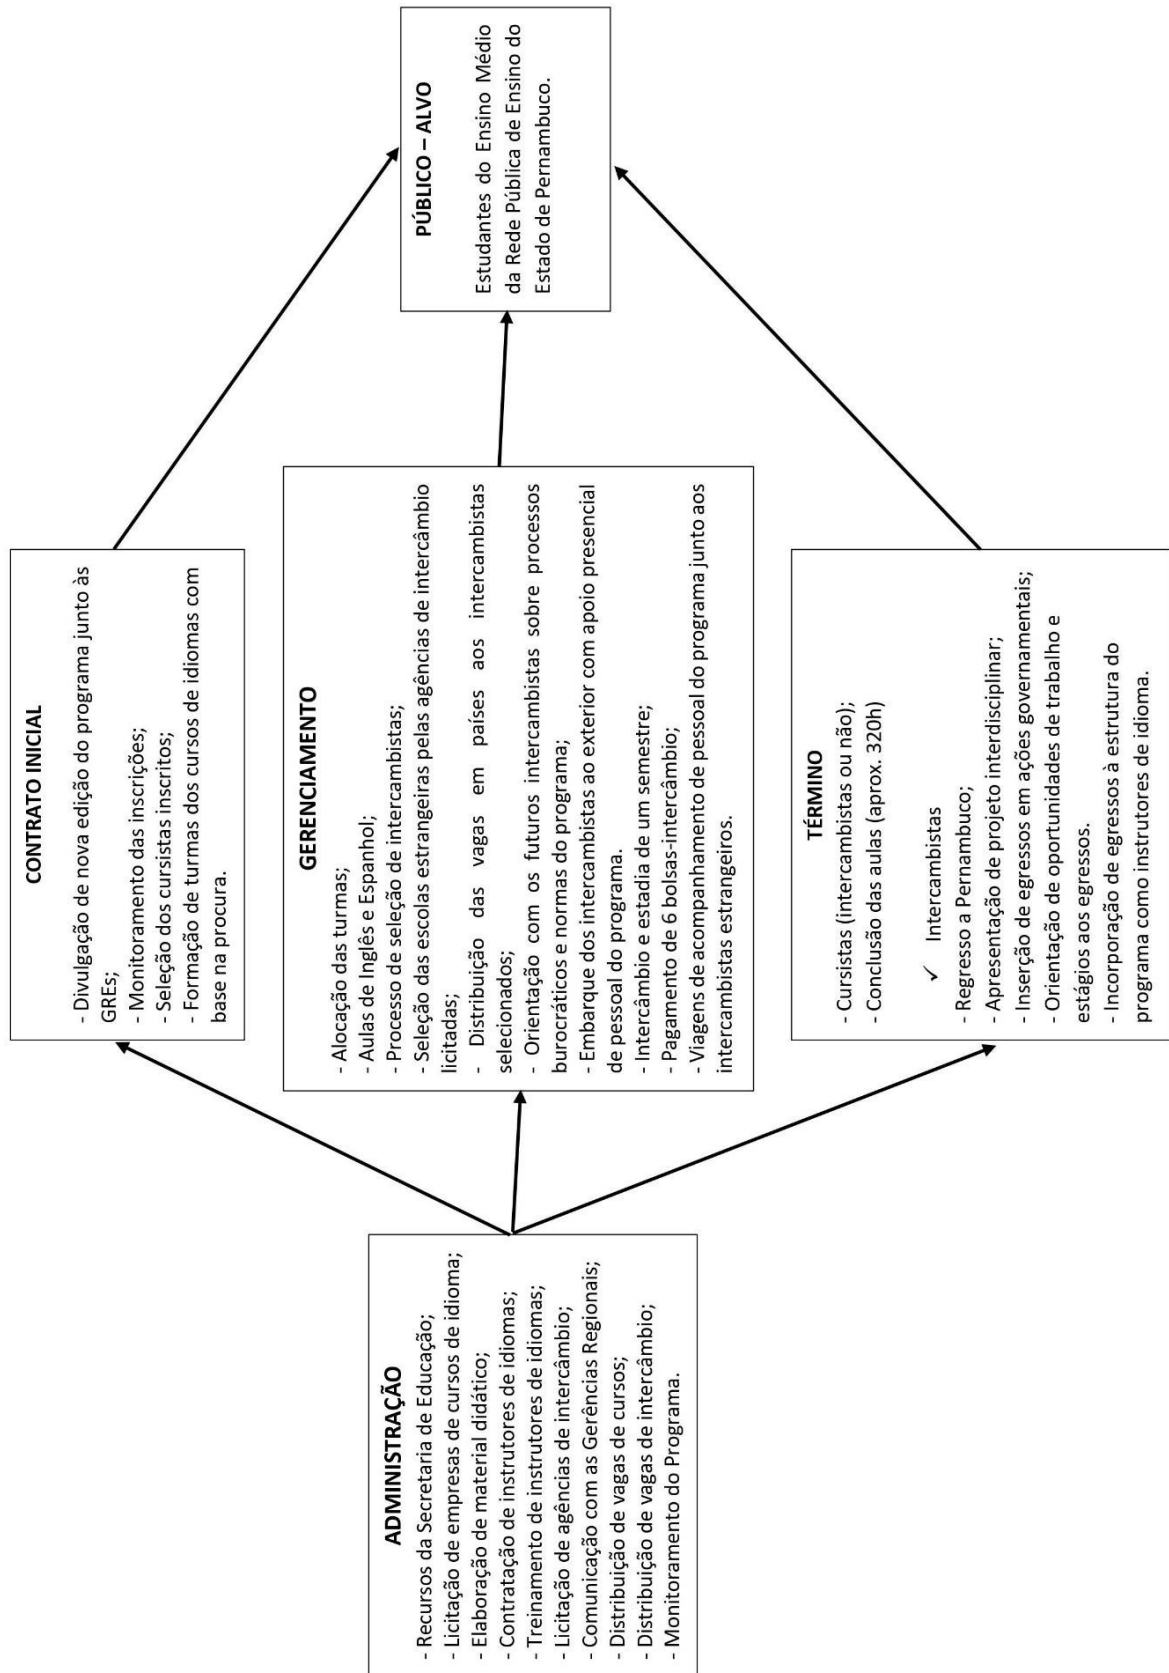 ADMINISTRAÇÃO
- Recursos da Secretaria de Educação;
- Licitação de empresas de cursos de idioma;
- Elaboração de material didático;
- Contratação de instrutores de idiomas;
- Treinamento de instrutores de idiomas;
- Licitação de agências de intercâmbio;
- Comunicação com as Gerências Regionais;
- Distribuição de vagas de cursos;
- Distribuição de vagas de intercâmbio;
- Monitoramento do Programa.
CONTRATO INICIAL
- Divulgação de nova edição do programa junto às
GREs;
- Monitoramento das inscrições;
- Seleção dos cursistas inscritos;
- Formação de turmas dos cursos de idiomas com
base na procura.
GERENCIAMENTO
- Alocação das turmas;
- Aulas de Inglês e Espanhol;
- Processo de seleção de intercambistas;
- Seleção das escolas estrangeiras pelas agências de intercâmbio
licitadas;
- Distribuição das vagas em países aos intercambistas
selecionados;
- Orientação com os futuros intercambistas sobre processos
burocráticos e normas do programa;
- Embarque dos intercambistas ao exterior com apoio presencial
de pessoal do programa.
- Intercâmbio e estadia de um semestre;
- Pagamento de 6 bolsas-intercâmbio;
- Viagens de acompanhamento de pessoal do programa junto aos
intercambistas estrangeiros.
TÉRMINO
- Cursistas (intercambistas ou não);
- Conclusão das aulas (aprox. 320h)
✓ Intercambistas
- Regresso a Pernambuco;
- Apresentação de projeto interdisciplinar;
- Inserção de egressos em ações governamentais;
- Orientação de oportunidades de trabalho e
estágios aos egressos.
- Incorporação de egressos à estrutura do
programa como instrutores de idioma.
PÚBLICO – ALVO
Estudantes do Ensino Médio
da Rede Pública de Ensino do
Estado de Pernambuco.